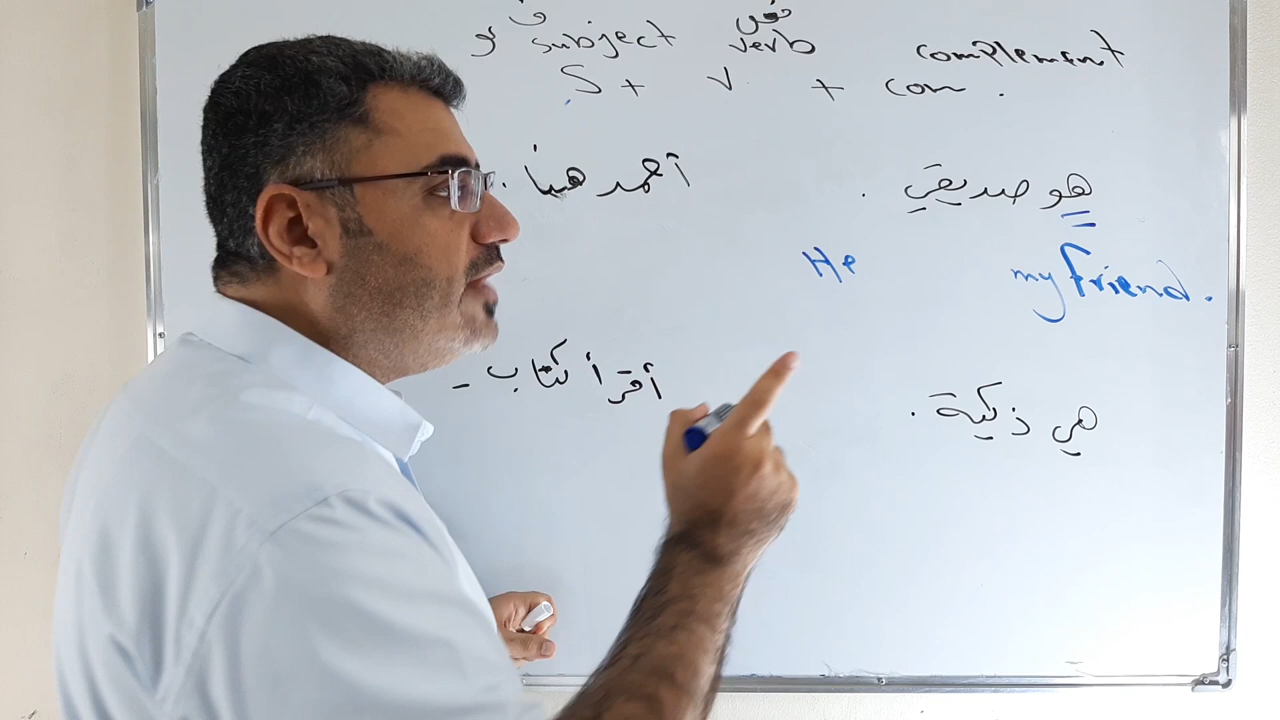 subject verb complement
S + V + com .
أحمد هنا .
هو صديقي .
He my friend.
أقرأ كتاب -
هي ذكية .